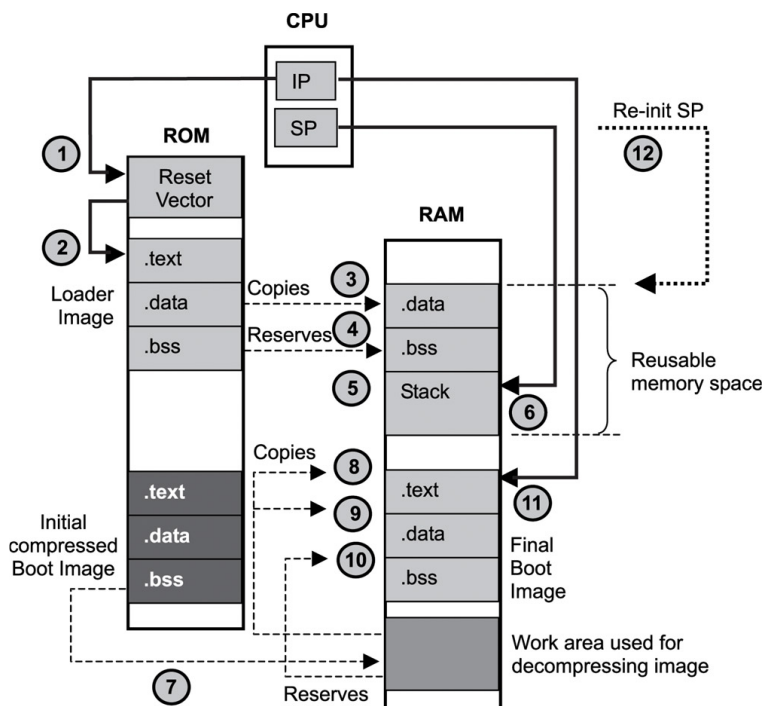 CPU
IP
SP
Re-init SP
12
ROM
1
Reset
Vector
RAM
2
.text
Loader
Image
.data
Copies
3
.data
.bss
Reserves
4
.bss
5
Stack
6
Reusable
memory space
Copies
8
.text
.text
11
9
Initial
compressed
Boot Image
.data
.data
10
Final
Boot
Image
.bss
.bss
Work area used for
decompressing image
7
Reserves